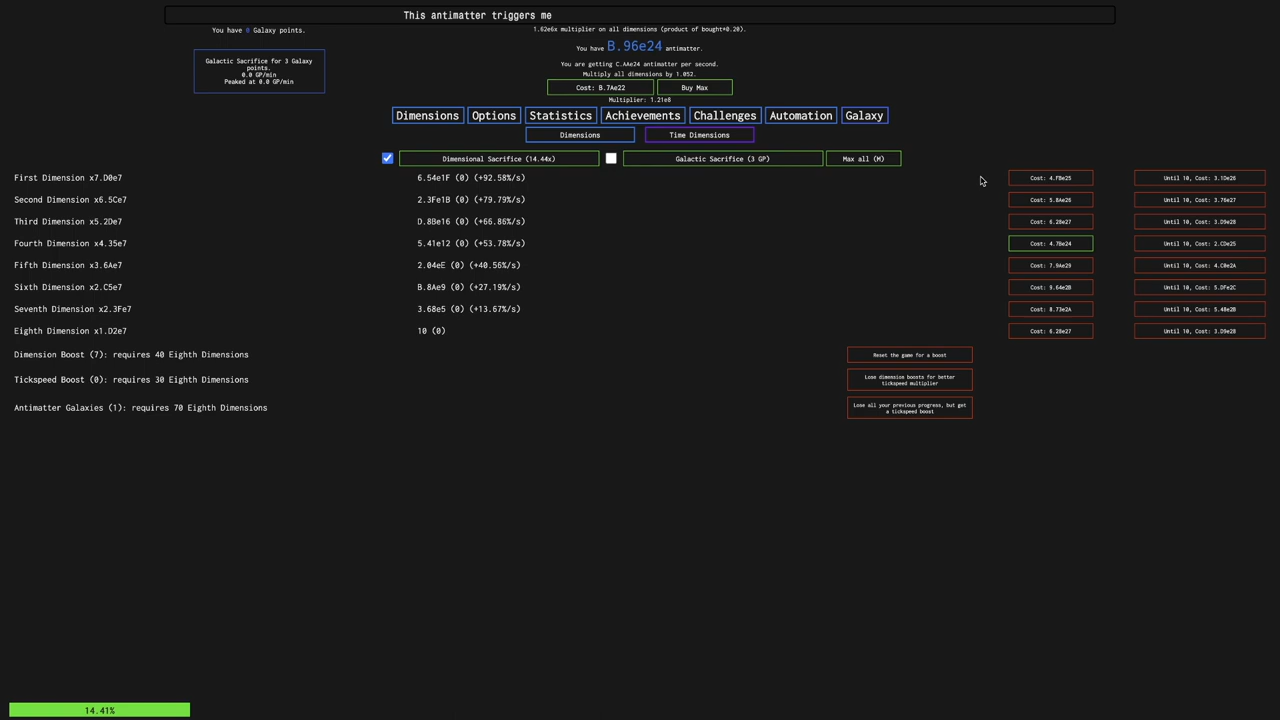 This antimatter triggers me
You have 0 Galaxy points.
1.62e6x multiplier on all dimensions (product of bought*0.20).
You have B.96e24 antimatter.
Galactic Sacrifice for 3 Galaxy
points.
0.0 GP/min
Peaked at 0.0 GP/min
You are getting C.AAe24 antimatter per second.
Multiply all dimensions by 1.052.
Cost: B.7Ae22 Buy Max
Multiplier: 1.21e8
Dimensions Options Statistics Achievements Challenges Automation Galaxy
Dimensions Time Dimensions
Dimensional Sacrifice (14.44x) Galactic Sacrifice (3 GP) Max all (M)
First Dimension x7.D0e7 6.54e1F (0) (+92.58%/s) Cost: 4.FBe25 Until 10, Cost: 3.1De26
Second Dimension x6.5Ce7 2.3Fe1B (0) (+79.79%/s) Cost: 5.8Ae26 Until 10, Cost: 3.76e27
Third Dimension x5.2De7 D.8Be16 (0) (+66.86%/s) Cost: 6.28e27 Until 10, Cost: 3.D9e28
Fourth Dimension x4.35e7 5.41e12 (0) (+53.78%/s) Cost: 4.7Be24 Until 10, Cost: 2.CDe25
Fifth Dimension x3.6Ae7 2.04eE (0) (+40.56%/s) Cost: 7.9Ae29 Until 10, Cost: 4.C0e2A
Sixth Dimension x2.C5e7 B.8Ae9 (0) (+27.19%/s) Cost: 9.64e2B Until 10, Cost: 5.DFe2C
Seventh Dimension x2.3Fe7 3.68e5 (0) (+13.67%/s) Cost: 8.73e2A Until 10, Cost: 5.48e2B
Eighth Dimension x1.D2e7 10 (0) Cost: 6.28e27 Until 10, Cost: 3.D9e28
Dimension Boost (7): requires 40 Eighth Dimensions Reset the game for a boost
Tickspeed Boost (0): requires 30 Eighth Dimensions Lose dimension boosts for better
tickspeed multiplier
Antimatter Galaxies (1): requires 70 Eighth Dimensions Lose all your previous progress, but get
a tickspeed boost
14.41%